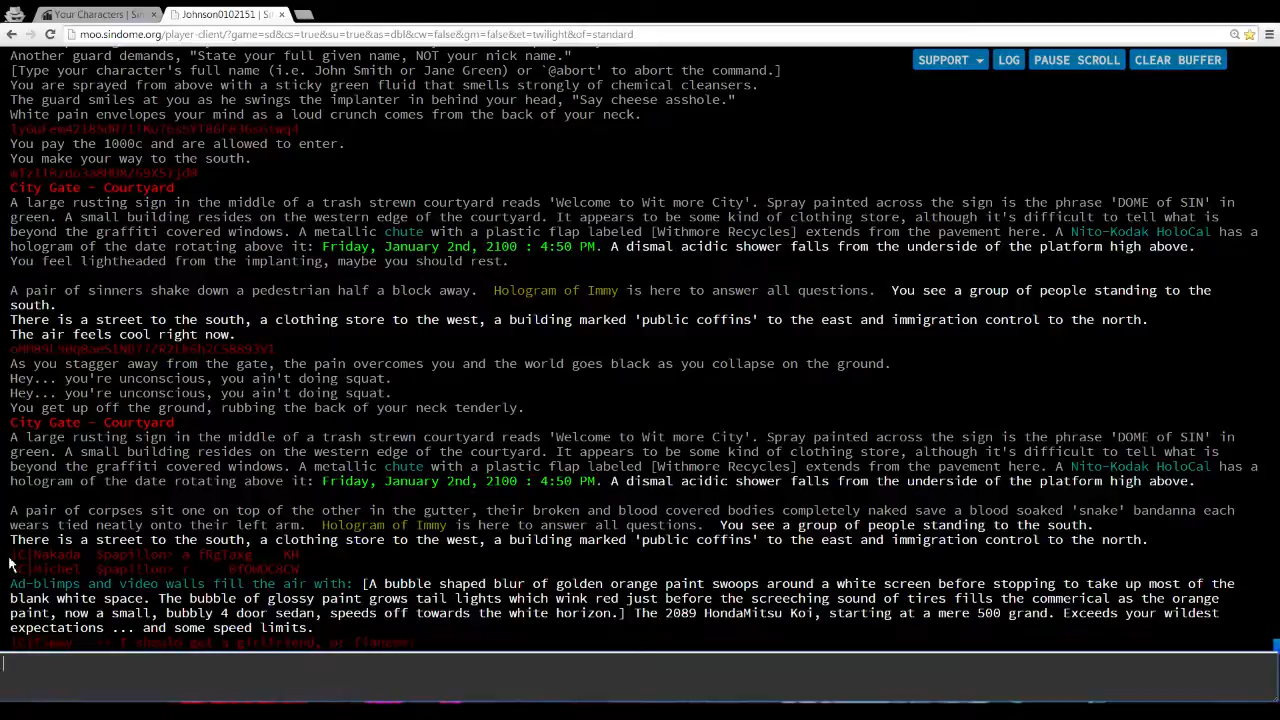 Your Characters | Sin
Johnson0102151 | Si
moo.sindome.org/player-client/?game=sd&cs=true&su=true&as=dbl&cw=false&gm=false&et=twilight&of=standard
SUPPORT LOG PAUSE SCROLL CLEAR BUFFER
Another guard demands, "State your full given name, NOT your nick name."
[Type your character's full name (i.e. John Smith or Jane Green) or `@abort' to abort the command.]
You are sprayed from above with a sticky green fluid that smells strongly of chemical cleansers.
The guard smiles at you as he swings the implanter in behind your head, "Say cheese asshole."
White pain envelopes your mind as a loud crunch comes from the back of your neck.
You pay the 1000c and are allowed to enter.
You make your way to the south.
City Gate - Courtyard
A large rusting sign in the middle of a trash strewn courtyard reads 'Welcome to Wit more City'. Spray painted across the sign is the phrase 'DOME OF SIN' in
green. A small building resides on the western edge of the courtyard. It appears to be some kind of clothing store, although it's difficult to tell what is
beyond the graffiti covered windows. A metallic chute with a plastic flap labeled [Withmore Recycles] extends from the pavement here. A Nito-Kodak HoloCal has a
hologram of the date rotating above it: Friday, January 2nd, 2100 : 4:50 PM. A dismal acidic shower falls from the underside of the platform high above.
You feel lightheaded from the implanting, maybe you should rest.
A pair of sinners shake down a pedestrian half a block away. Hologram of Immy is here to answer all questions. You see a group of people standing to the
south.
There is a street to the south, a clothing store to the west, a building marked 'public coffins' to the east and immigration control to the north.
The air feels cool right now.
As you stagger away from the gate, the pain overcomes you and the world goes black as you collapse on the ground.
Hey... you're unconscious, you ain't doing squat.
Hey... you're unconscious, you ain't doing squat.
You get up off the ground, rubbing the back of your neck tenderly.
City Gate - Courtyard
A large rusting sign in the middle of a trash strewn courtyard reads 'Welcome to Wit more City'. Spray painted across the sign is the phrase 'DOME OF SIN' in
green. A small building resides on the western edge of the courtyard. It appears to be some kind of clothing store, although it's difficult to tell what is
beyond the graffiti covered windows. A metallic chute with a plastic flap labeled [Withmore Recycles] extends from the pavement here. A Nito-Kodak HoloCal has a
hologram of the date rotating above it: Friday, January 2nd, 2100 : 4:50 PM. A dismal acidic shower falls from the underside of the platform high above.
A pair of corpses sit one on top of the other in the gutter, their broken and blood covered bodies completely naked save a blood soaked 'snake' bandanna each
wears tied neatly onto their left arm. Hologram of Immy is here to answer all questions. You see a group of people standing to the south.
There is a street to the south, a clothing store to the west, a building marked 'public coffins' to the east and immigration control to the north.
Nakada $papillon> a fRgTaxg KH
Michel $papillon> r
Ad-blimps and video walls fill the air with: [A bubble shaped blur of golden orange paint swoops around a white screen before stopping to take up most of the
blank white space. The bubble of glossy paint grows tail lights which wink red just before the screeching sound of tires fills the commerical as the orange
paint, now a small, bubbly 4 door sedan, speeds off towards the white horizon.] The 2089 HondaMitsu Koi, starting at a mere 500 grand. Exceeds your wildest
expectations ... and some speed limits.
I should get a girlfriend, or